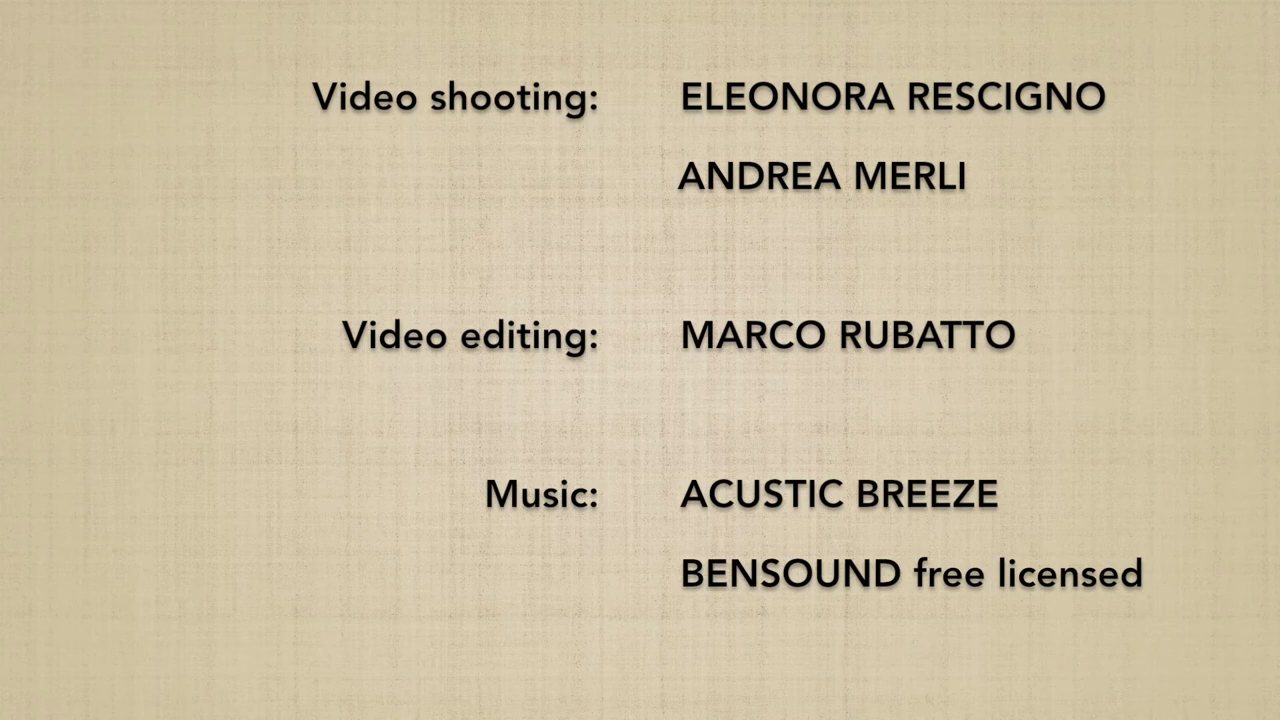 Video shooting: ELEONORA RESCIGNO
ANDREA MERLI
Video editing: MARCO RUBATTO
Music: ACUSTIC BREEZE
BENSOUND free licensed